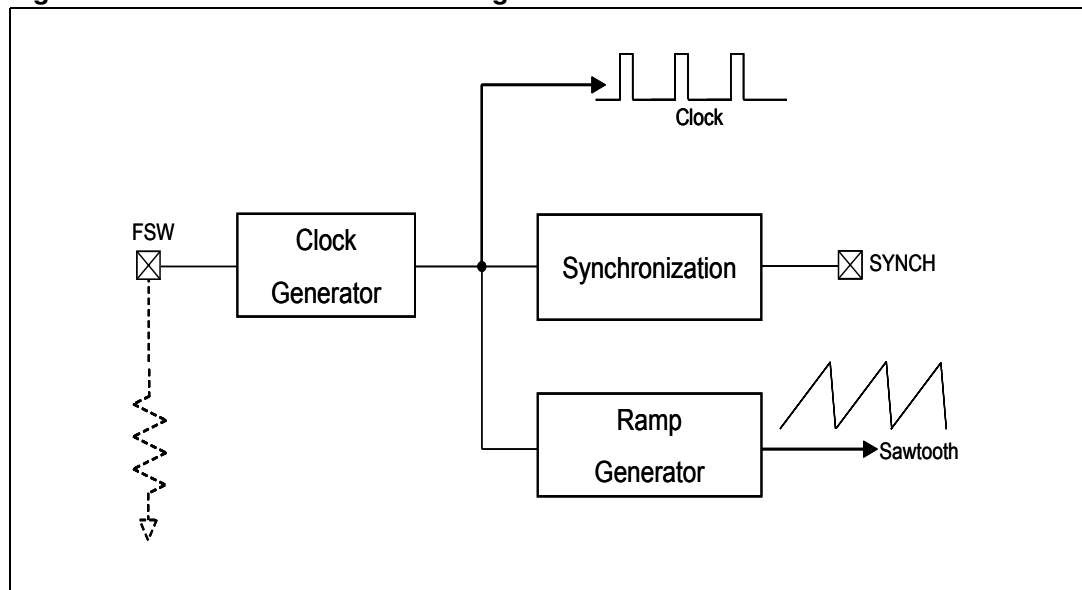 Clock
FSW
Clock
Generator
Synchronization
SYNCH
Ramp
Generator
Sawtooth